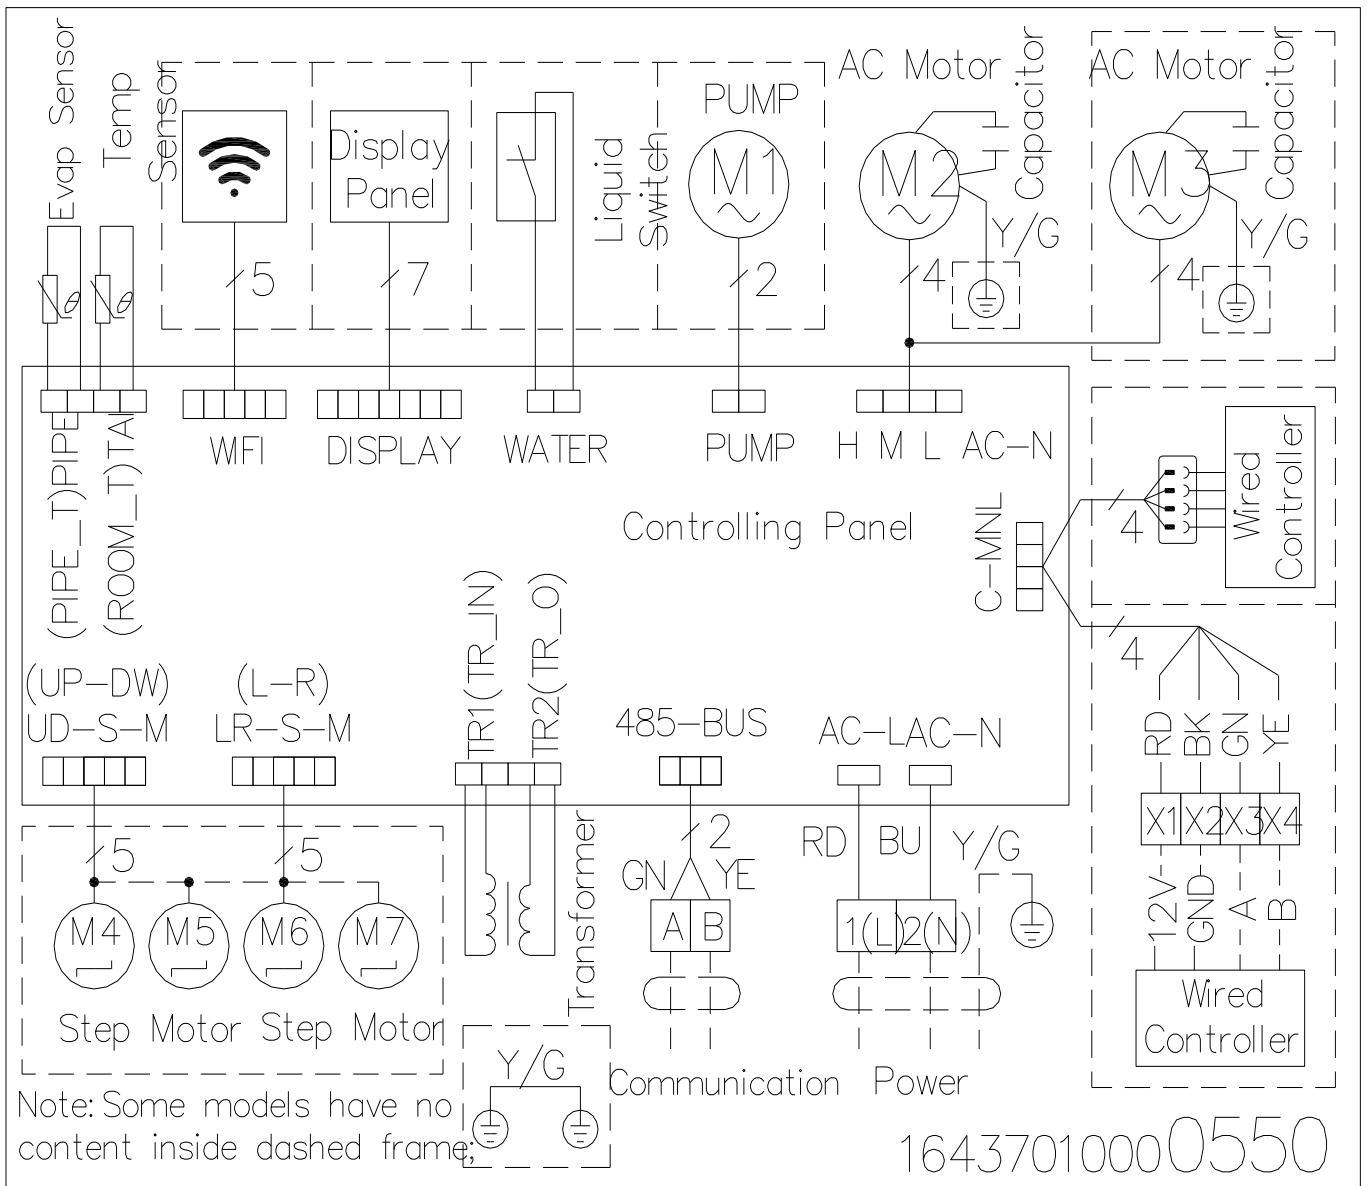 Evap Sensor
Temp
Sensor
Display
Panel
Liquid
Switch
PUMP
M1
AC Motor
M2
Capacitor
Y/G
AC Motor
M3
Capacitor
Y/G
5
7
2
4
4
(PIPE_T)PIPE
(ROOM_T)TAI
WIFI
DISPLAY
WATER
PUMP
H M L AC-N
Controlling Panel
C-MNL
4
Wired
Controller
4
(UP-DW)
UD-S-M
(L-R)
LR-S-M
TR1(TR_IN)
TR2(TR_O)
485-BUS
AC-L AC-N
RD
BK
GN
YE
X1 X2 X3 X4
12V
GND
A
B
Wired
Controller
5
5
M4 M5 M6 M7
Step Motor Step Motor
Transformer
2
GN YE
A B
RD BU Y/G
1(L) 2(N)
Y/G
Communication Power
Note: Some models have no
content inside dashed frame;
16437010000550